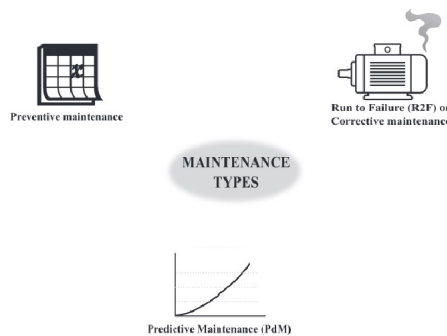 x
Preventive maintenance
Run to Failure (R2F) or
Corrective maintenance
MAINTENANCE
TYPES
Predictive Maintenance (PdM)